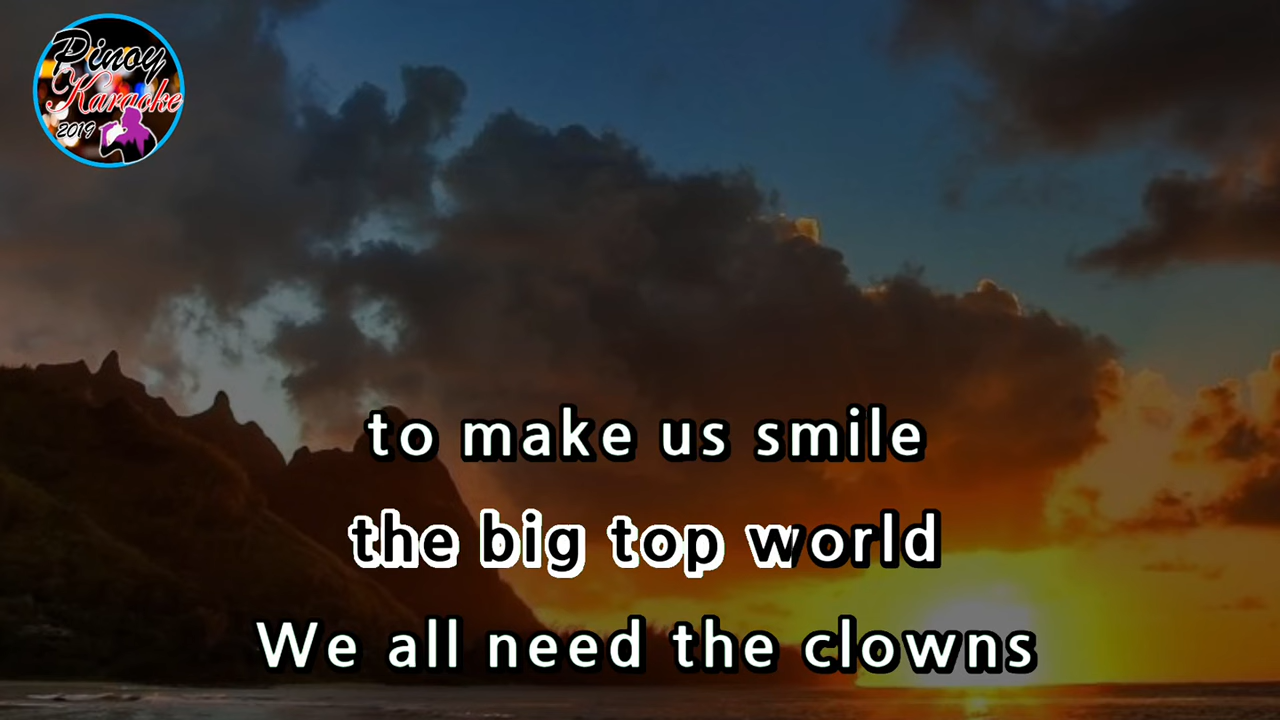 Pinoy
Karaoke
2019
to make us smile
the big top world
We all need the clowns